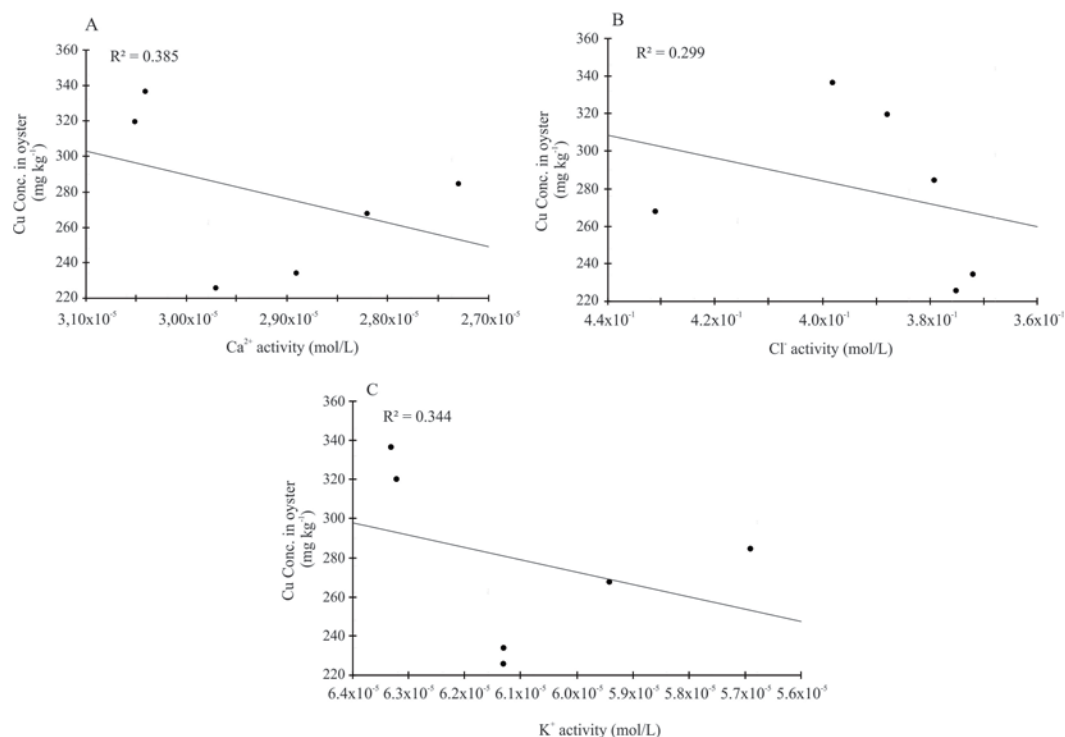 A
R² = 0.385
360
340
320
300
280
260
240
220
Cu Conc. in oyster
(mg kg⁻¹)
3,10x10⁻⁵ 3,00x10⁻⁵ 2,90x10⁻⁵ 2,80x10⁻⁵ 2,70x10⁻⁵
Ca²⁺ activity (mol/L)
B
R² = 0.299
360
340
320
300
280
260
240
220
Cu Conc. in oyster
(mg kg⁻¹)
4.4x10⁻¹ 4.2x10⁻¹ 4.0x10⁻¹ 3.8x10⁻¹ 3.6x10⁻¹
Cl⁻ activity (mol/L)
C
R² = 0.344
360
340
320
300
280
260
240
220
Cu Conc. in oyster
(mg kg⁻¹)
6.4x10⁻⁵ 6.3x10⁻⁵ 6.2x10⁻⁵ 6.1x10⁻⁵ 6.0x10⁻⁵ 5.9x10⁻⁵ 5.8x10⁻⁵ 5.7x10⁻⁵ 5.6x10⁻⁵
K⁺ activity (mol/L)